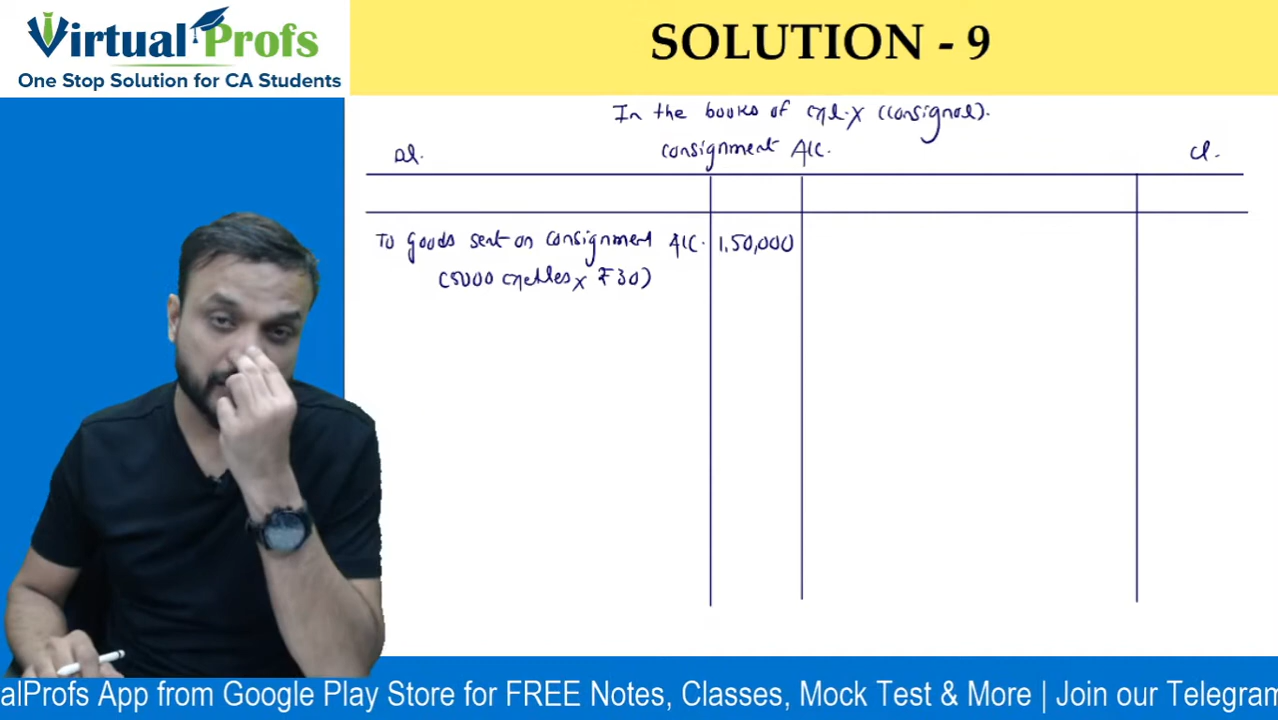 Virtual Profs
One Stop Solution for CA Students
SOLUTION - 9
In the books of X (consignor).
Dr.
Consignment A/C.
Cr.
To Goods sent on consignment A/C.
1,50,000
(5000 × ₹30)
alProfs App from Google Play Store for FREE Notes, Classes, Mock Test & More | Join our Telegram